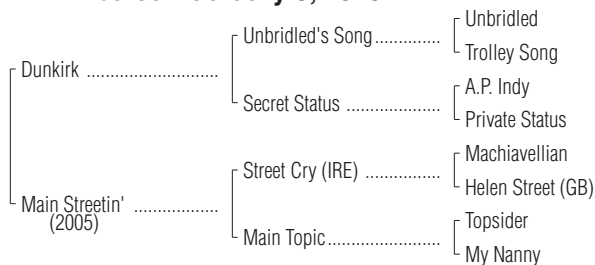 Unbridled
Unbridled's Song..............
Trolley Song
Dunkirk ............................
A.P. Indy
Secret Status ....................
Private Status
Machiavellian
Street Cry (IRE) ................
Helen Street (GB)
Main Streetin' ..................
(2005)
Topsider
Main Topic........................
My Nanny